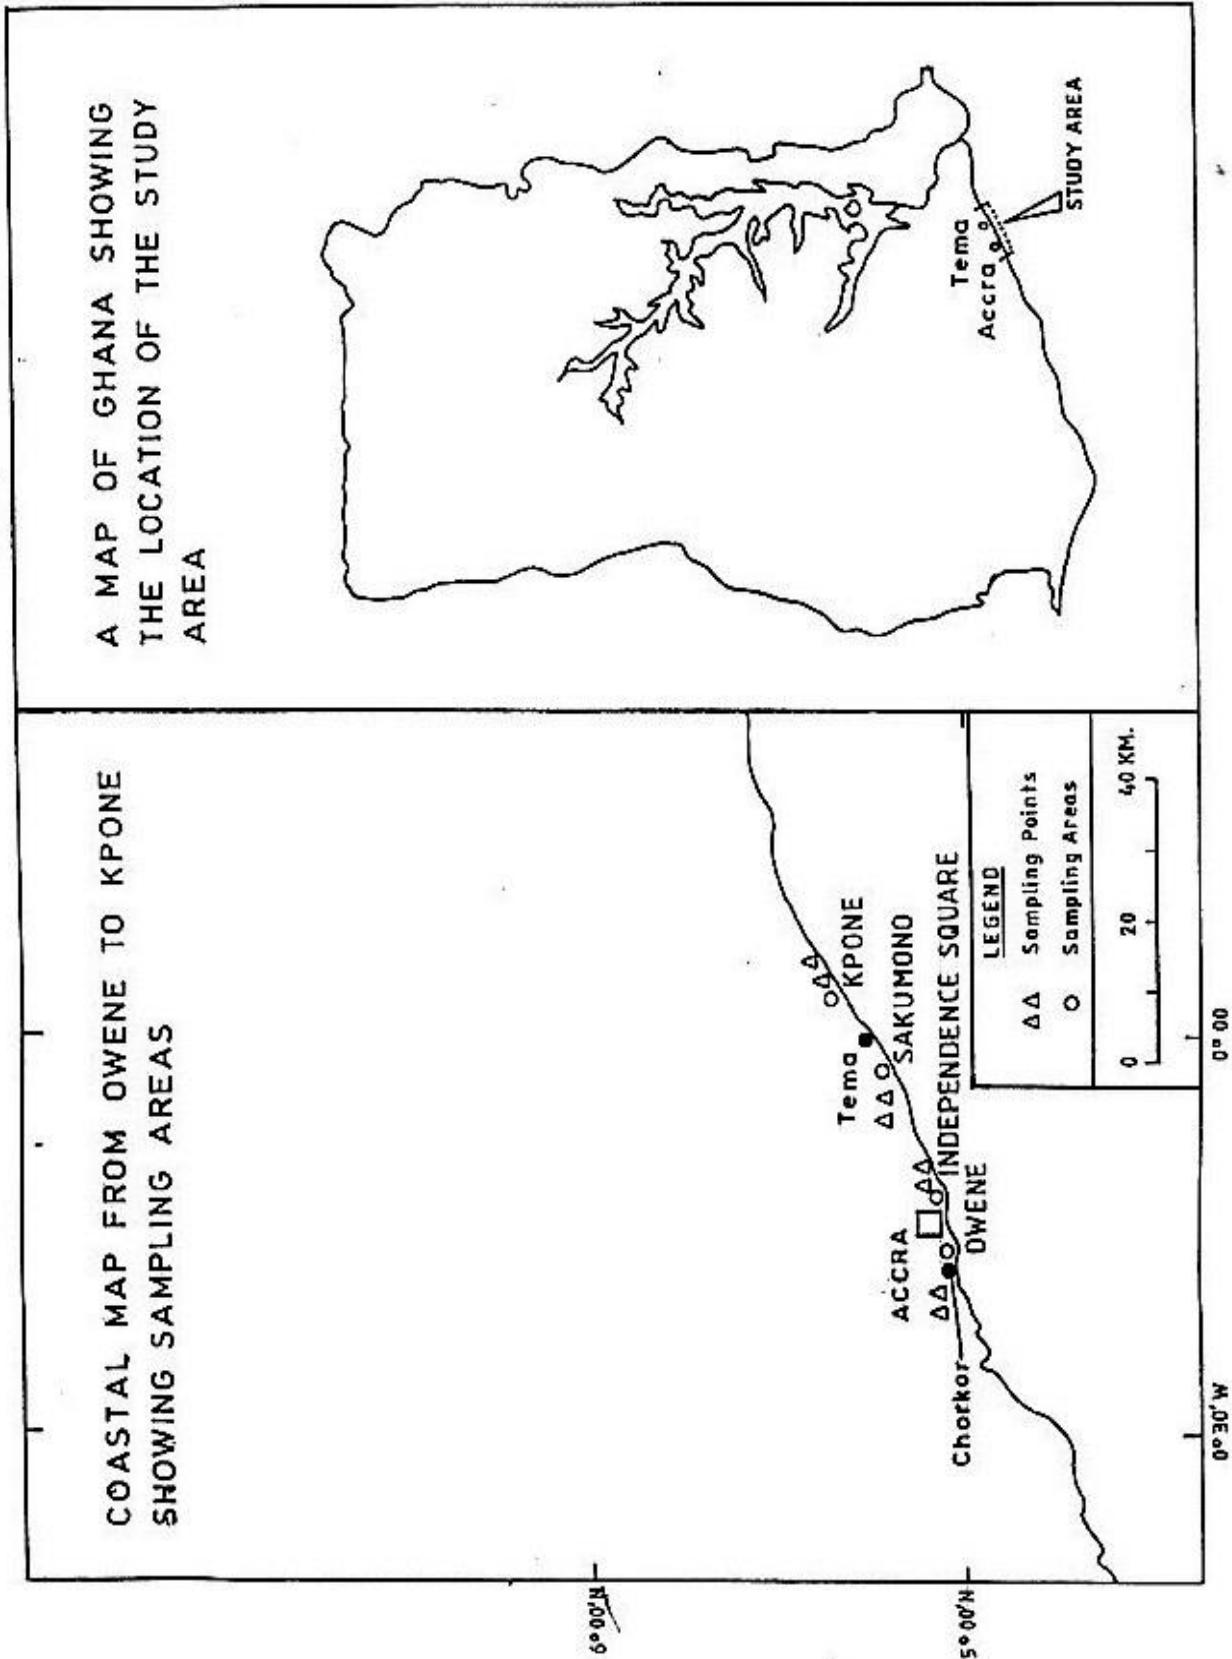 COASTAL MAP FROM OWENE TO KPONE
SHOWING SAMPLING AREAS
KPONE
Tema
SAKUMONO
INDEPENDENCE SQUARE
ACCRA
OWENE
Chorkor
LEGEND
ΔΔ Sampling Points
O Sampling Areas
0 20 40 KM.
6°00'N
5°00'N
0°30'W
0°00
A MAP OF GHANA SHOWING
THE LOCATION OF THE STUDY
AREA
Tema
Accra
STUDY AREA